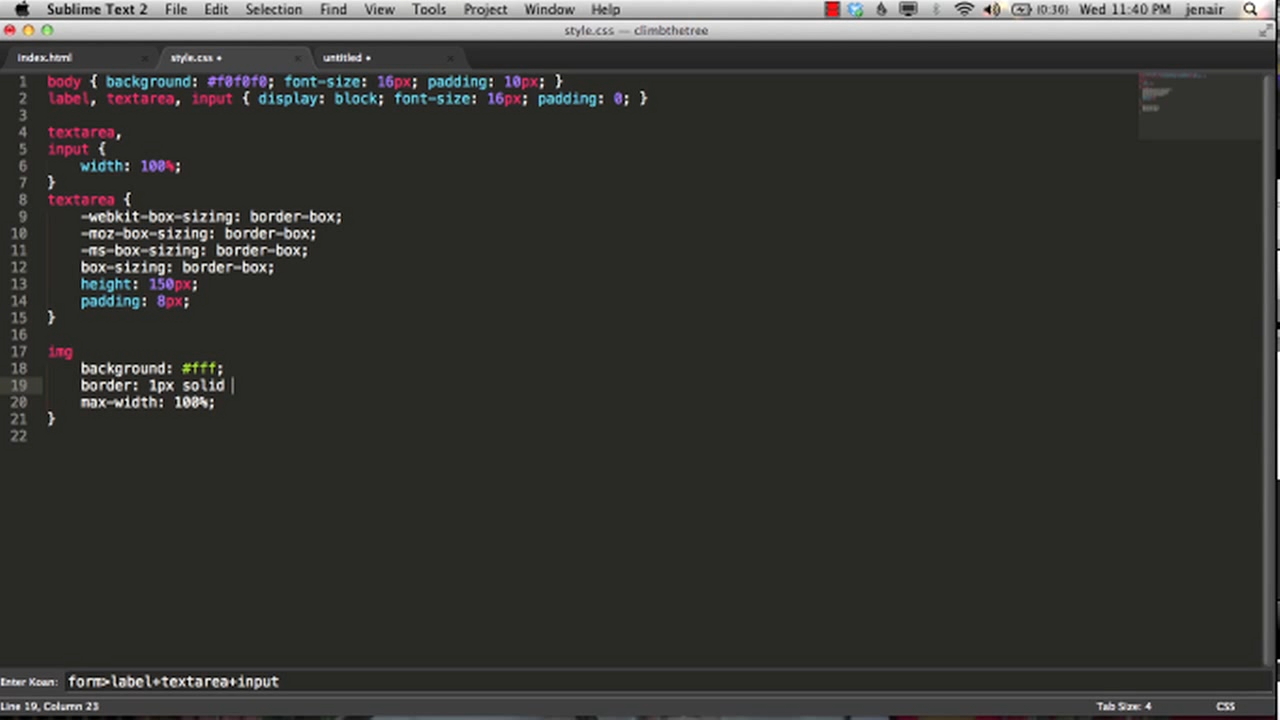 Sublime Text 2 File Edit Selection Find View Tools Project Window Help (0:36) Wed 11:40 PM jenair
style.css — climbthetree
index.html style.css • untitled •
1 body { background: #f0f0f0; font-size: 16px; padding: 10px; }
2 label, textarea, input { display: block; font-size: 16px; padding: 0; }
3
4 textarea,
5 input {
6 width: 100%;
7 }
8 textarea {
9 -webkit-box-sizing: border-box;
10 -moz-box-sizing: border-box;
11 -ms-box-sizing: border-box;
12 box-sizing: border-box;
13 height: 150px;
14 padding: 8px;
15 }
16
17 img
18 background: #fff;
19 border: 1px solid
20 max-width: 100%;
21 }
22
Enter Koan: form>label+textarea+input
Line 19, Column 23 Tab Size: 4 CSS